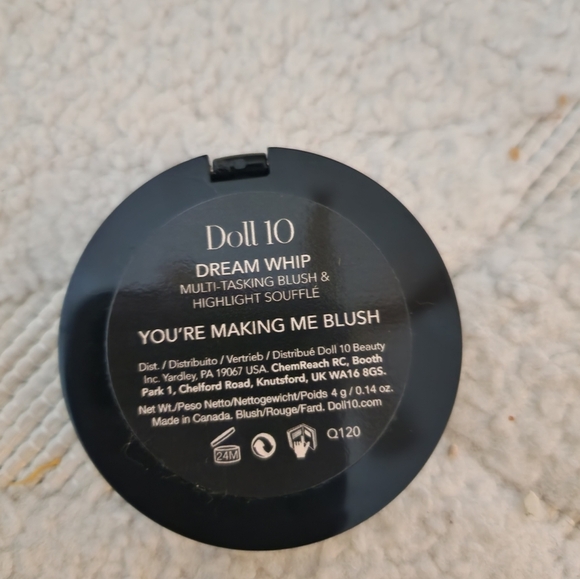 Doll 10
DREAM WHIP
MULTI-TASKING BLUSH &
HIGHLIGHT SOUFFLÉ
YOU'RE MAKING ME BLUSH
Dist. / Distribuito / Vertrieb / Distribué Doll 10 Beauty
Inc. Yardley, PA 19067 USA. ChemReach RC, Booth
Park 1, Chelford Road, Knutsford, UK WA16 8GS.
Net Wt./Peso Netto/Nettogewicht/Poids 4 g / 0.14 oz.
Made in Canada. Blush/Rouge/Fard. Doll10.com
24M Q120